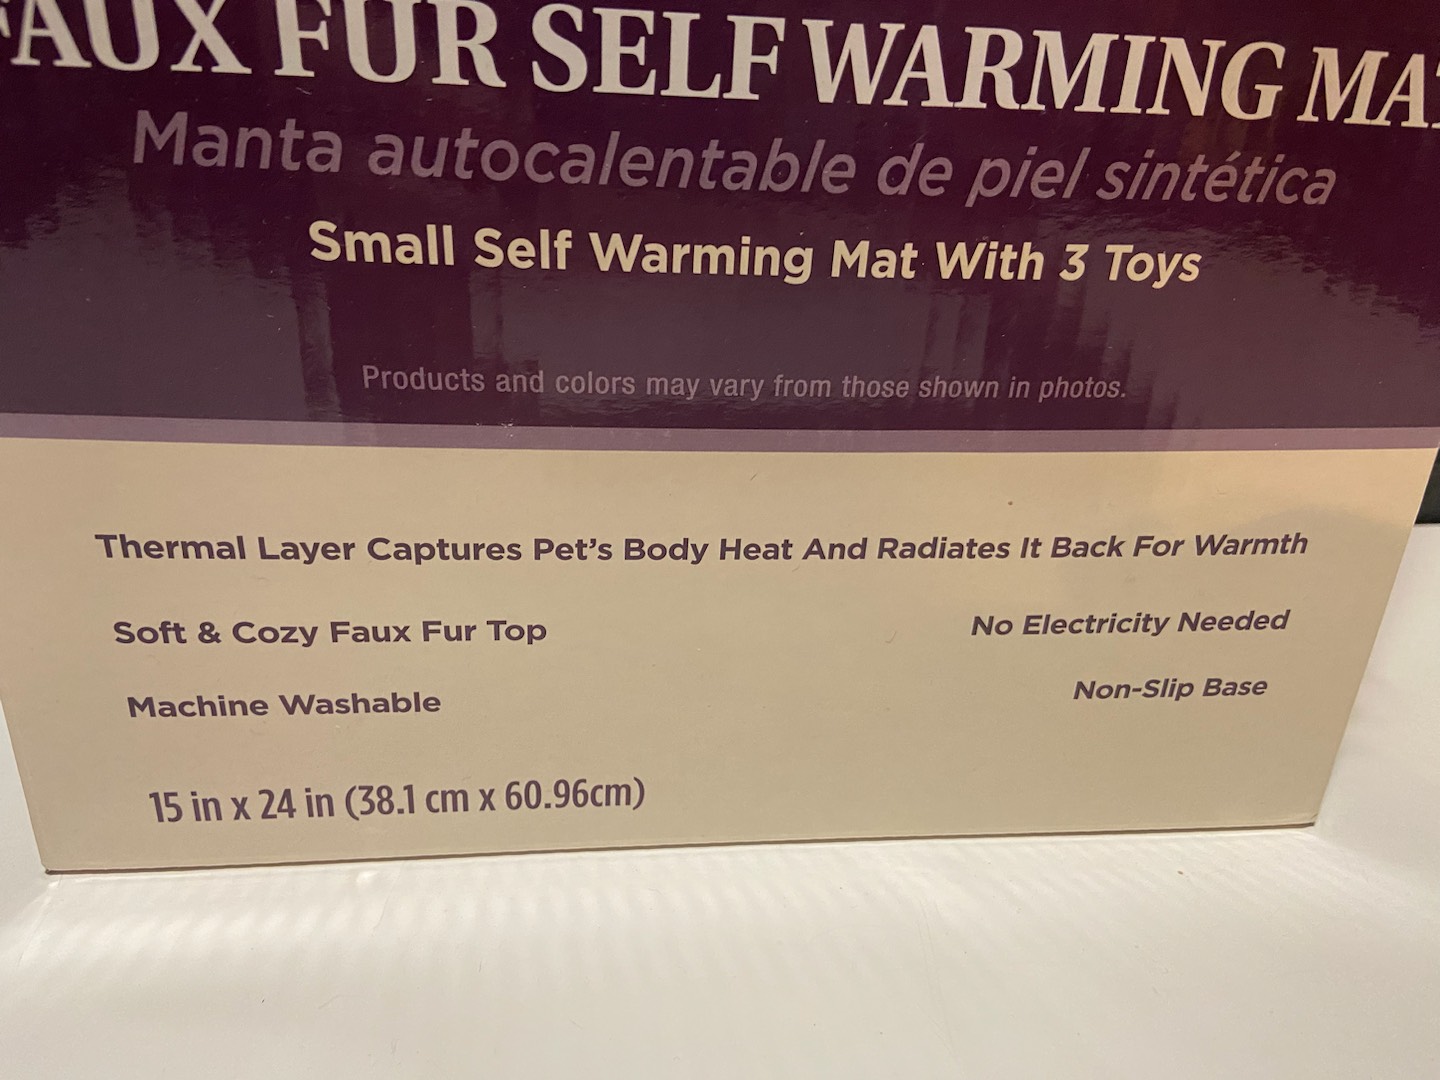 FAUX FUR SELF WARMING MAT
Manta autocalentable de piel sintética
Small Self Warming Mat With 3 Toys
Products and colors may vary from those shown in photos.
Thermal Layer Captures Pet's Body Heat And Radiates It Back For Warmth
Soft & Cozy Faux Fur Top
No Electricity Needed
Machine Washable
Non-Slip Base
15 in x 24 in (38.1 cm x 60.96cm)